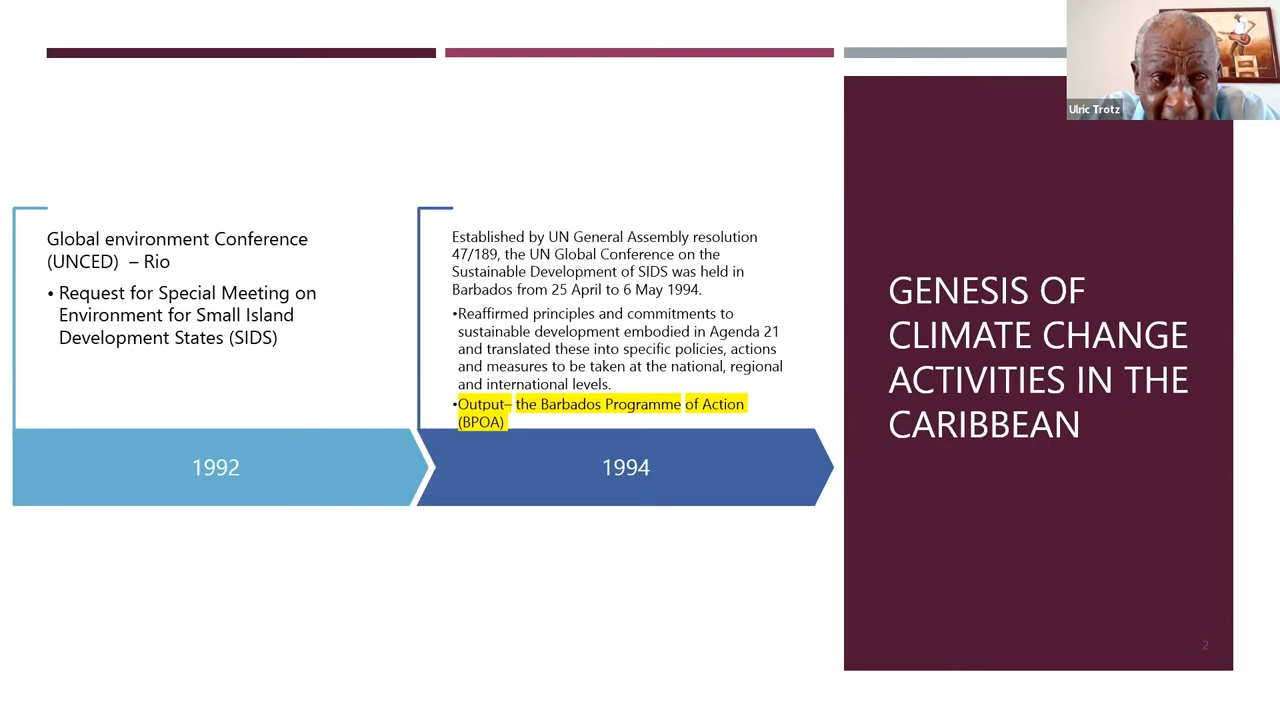 Ulric Trotz
Global environment Conference
(UNCED) – Rio
• Request for Special Meeting on
Environment for Small Island
Development States (SIDS)
1992
Established by UN General Assembly resolution
47/189, the UN Global Conference on the
Sustainable Development of SIDS was held in
Barbados from 25 April to 6 May 1994.
•Reaffirmed principles and commitments to
sustainable development embodied in Agenda 21
and translated these into specific policies, actions
and measures to be taken at the national, regional
and international levels.
•Output– the Barbados Programme of Action
(BPOA)
1994
GENESIS OF
CLIMATE CHANGE
ACTIVITIES IN THE
CARIBBEAN
2